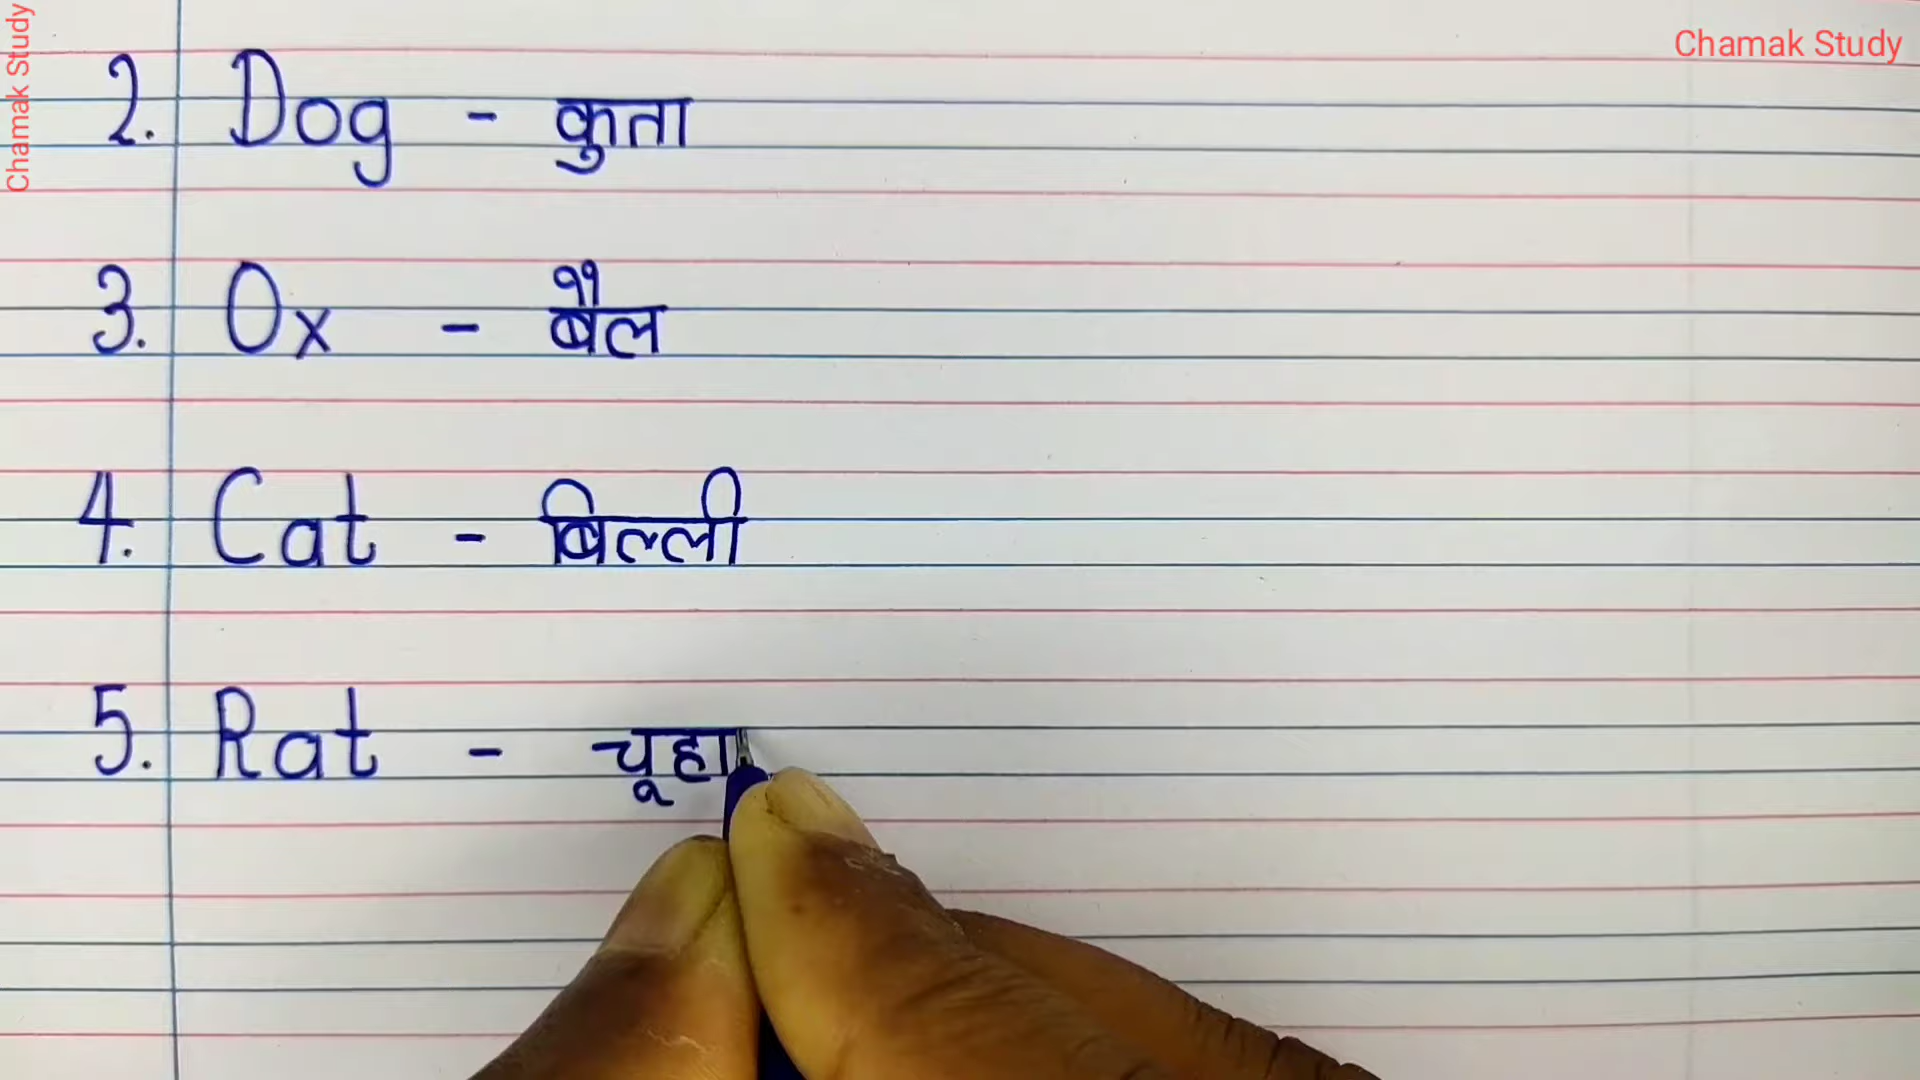 Chamak Study
Chamak Study
2. Dog - कुता
3. Ox - बैल
4. Cat - बिल्ली
5. Rat - चूहा